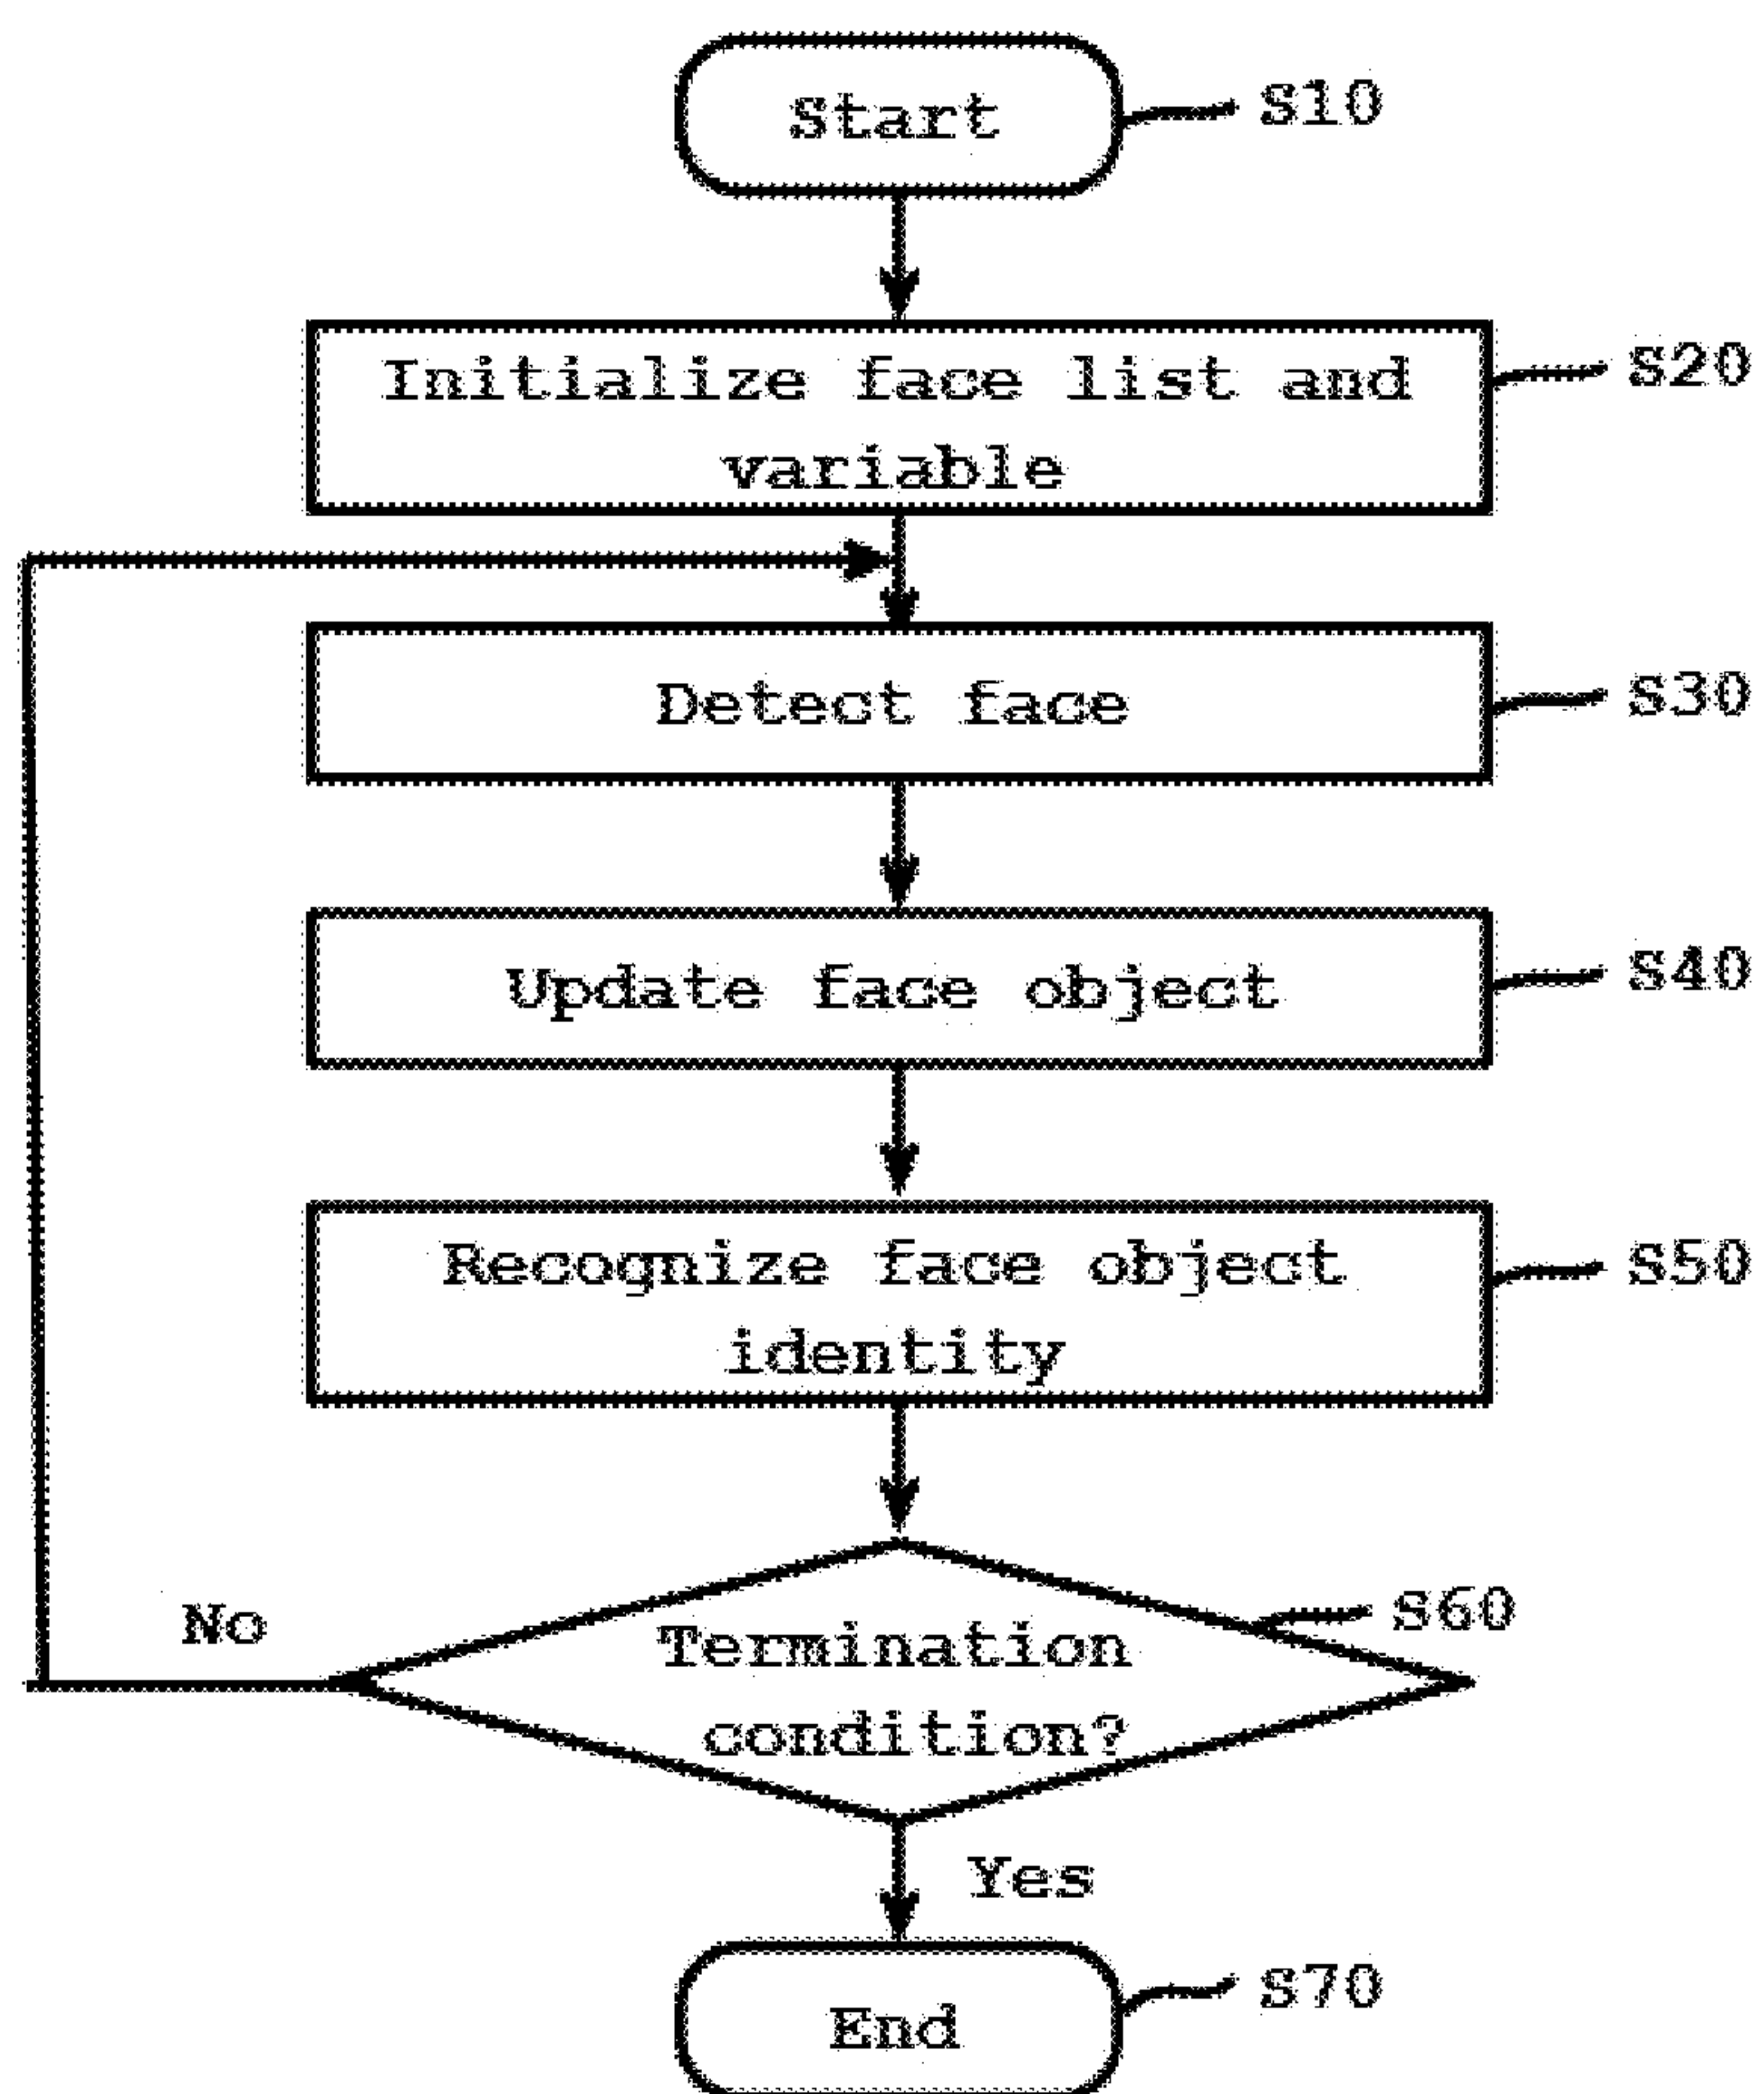 Start
S10
Initialize face list and
variable
S20
Detect face
S30
Update face object
S40
Recognize face object
identity
S50
Termination
condition?
S60
No
Yes
End
S70